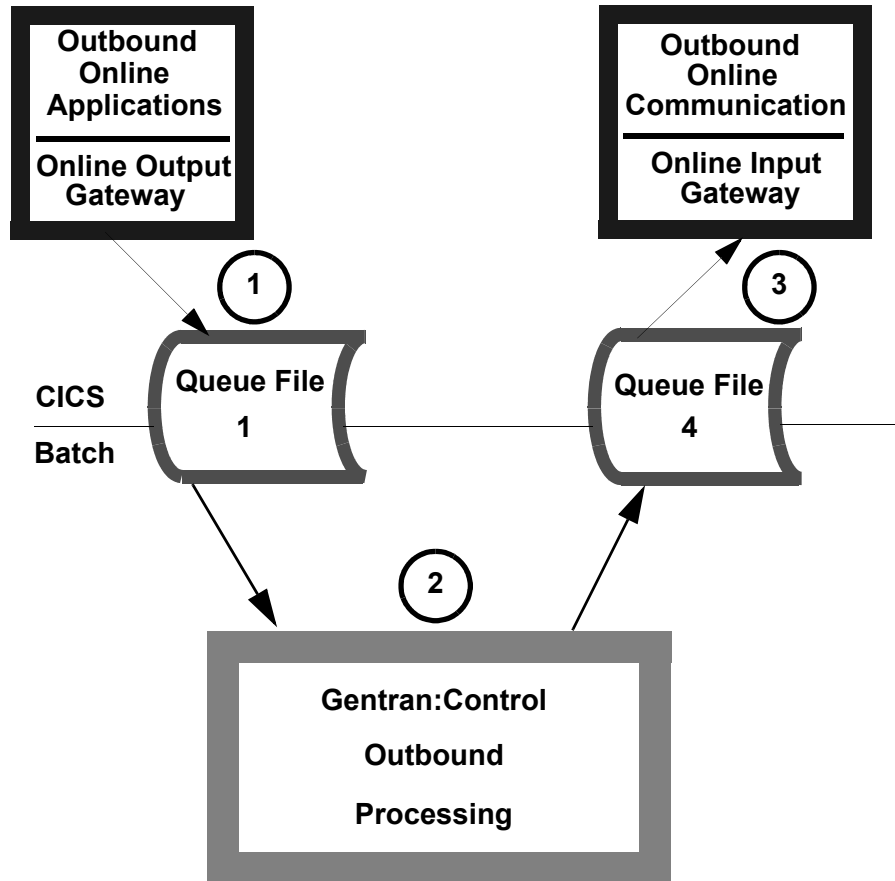 Outbound
Online
Applications
Online Output
Gateway
Outbound
Online
Communication
Online Input
Gateway
1
3
Queue File
1
Queue File
4
CICS
Batch
2
Gentran:Control
Outbound
Processing